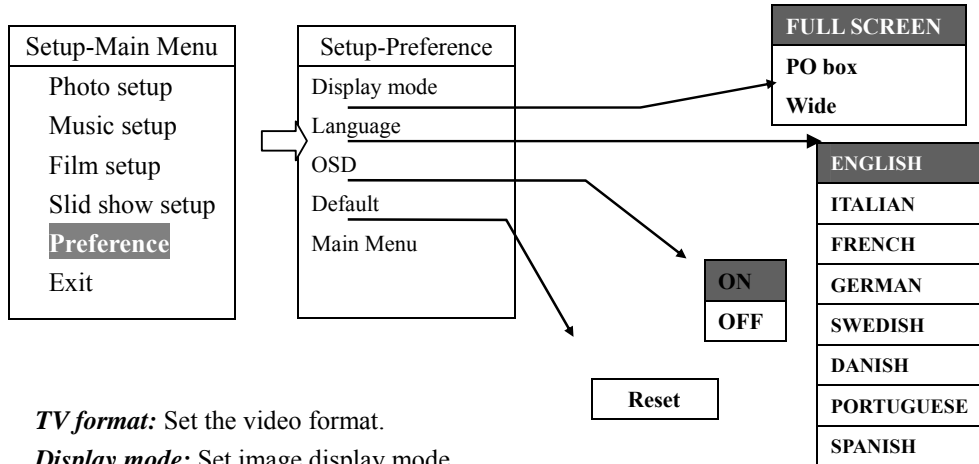 Setup-Main Menu
Photo setup
Music setup
Film setup
Slid show setup
Preference
Exit
Setup-Preference
Display mode
Language
OSD
Default
Main Menu
FULL SCREEN
PO box
Wide
ENGLISH
ITALIAN
FRENCH
GERMAN
SWEDISH
DANISH
PORTUGUESE
SPANISH
ON
OFF
Reset
TV format: Set the video format.
Display mode: Set image display mode